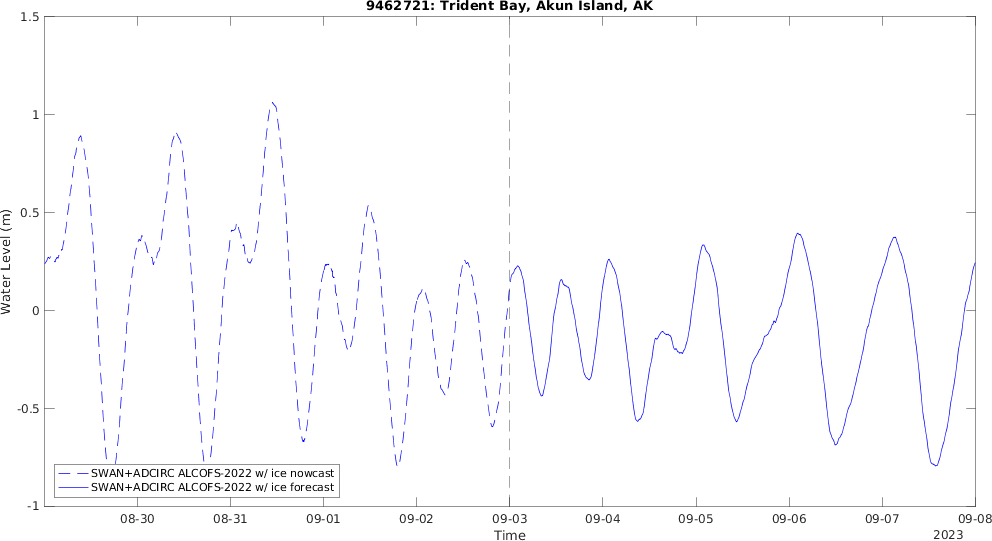 9462721: Trident Bay, Akun Island, AK
1.5
1
0.5
0
-0.5
-1
Water Level (m)
SWAN+ADCIRC ALCOFS-2022 w/ ice nowcast
SWAN+ADCIRC ALCOFS-2022 w/ ice forecast
08-30 08-31 09-01 09-02 09-03 09-04 09-05 09-06 09-07 09-08
Time
2023